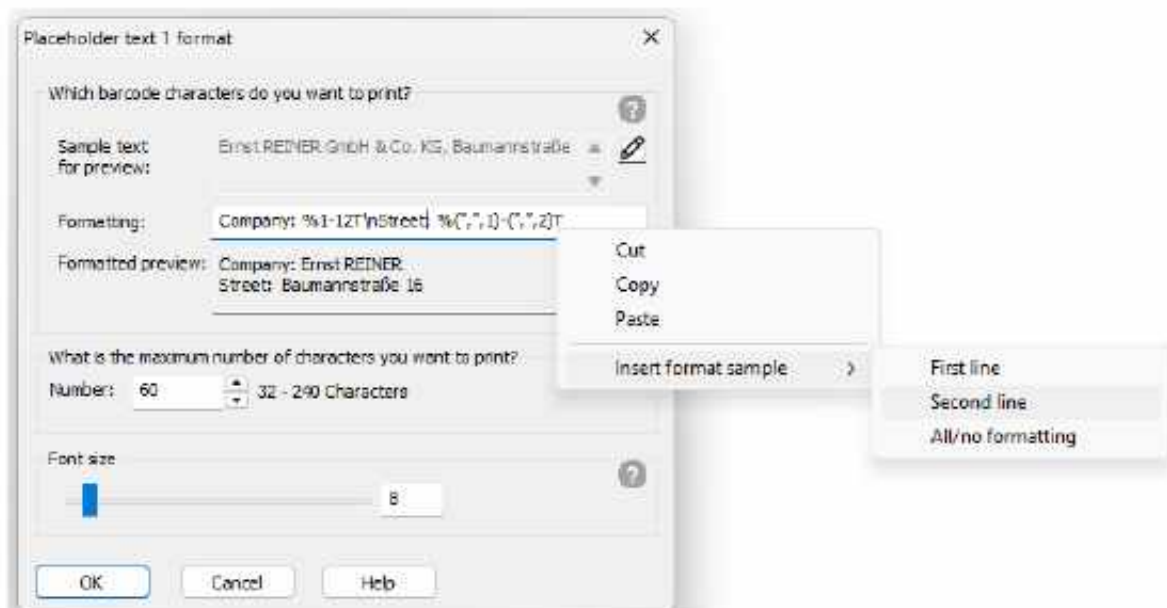 Placeholder text 1 format
Which barcode characters do you want to print?
Sample text for preview:
Ernst REINER GmbH & Co. KG, Baumannstraße
Formatting:
Company: %1-12T\nStreet: %(",",1)-(",",2)T
Formatted preview:
Company: Ernst REINER
Street: Baumannstraße 16
Cut
Copy
Paste
Insert format sample
First line
Second line
All/no formatting
What is the maximum number of characters you want to print?
Number: 60 32 - 240 Characters
Font size
8
OK Cancel Help